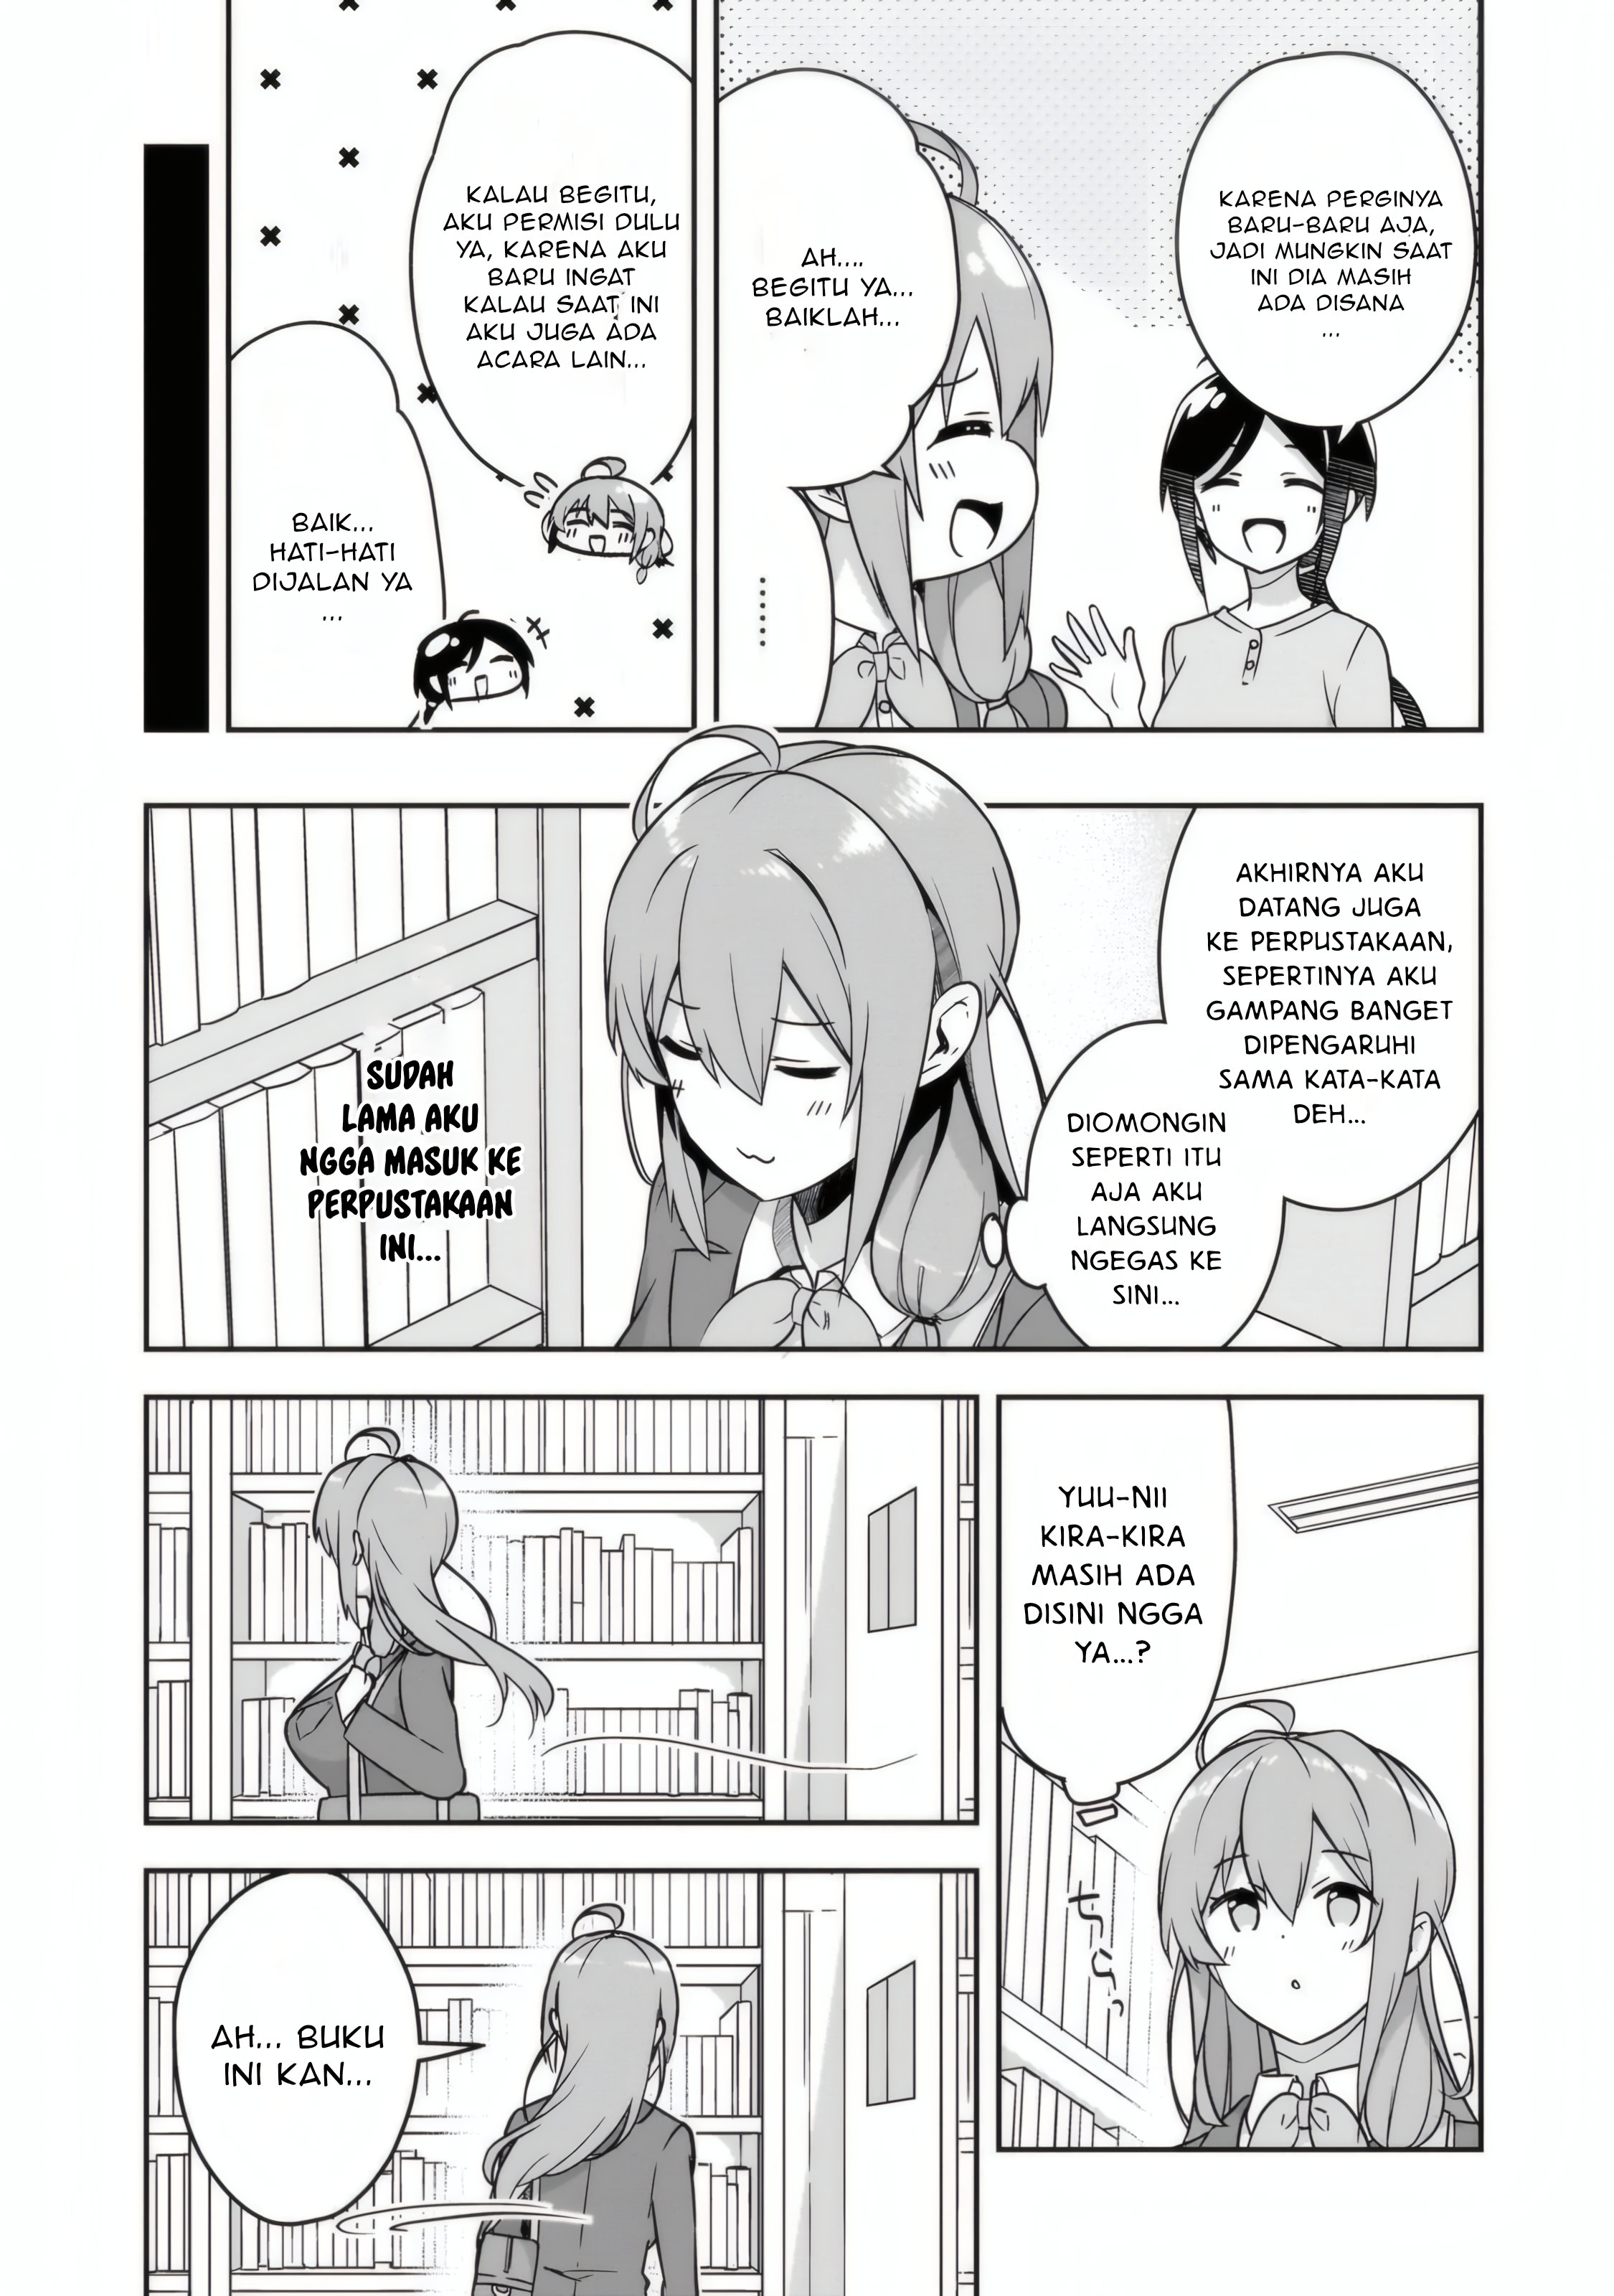 KARENA PERGINYA
BARU-BARU AJA,
JADI MUNGKIN SAAT
INI DIA MASIH
ADA DISANA
...
AH....
BEGITU YA...
BAIKLAH...
KALAU BEGITU,
AKU PERMISI DULU
YA, KARENA AKU
BARU INGAT
KALAU SAAT INI
AKU JUGA ADA
ACARA LAIN...
BAIK...
HATI-HATI
DIJALAN YA
...
AKHIRNYA AKU
DATANG JUGA
KE PERPUSTAKAAN,
SEPERTINYA AKU
GAMPANG BANGET
DIPENGARUHI
SAMA KATA-KATA
DEH...
DIOMONGIN
SEPERTI ITU
AJA AKU
LANGSUNG
NGEGAS KE
SINI...
SUDAH
LAMA AKU
NGGA MASUK KE
PERPUSTAKAAN
INI...
YUU-NII
KIRA-KIRA
MASIH ADA
DISINI NGGA
YA...?
ちらっ
AH... BUKU
INI KAN...